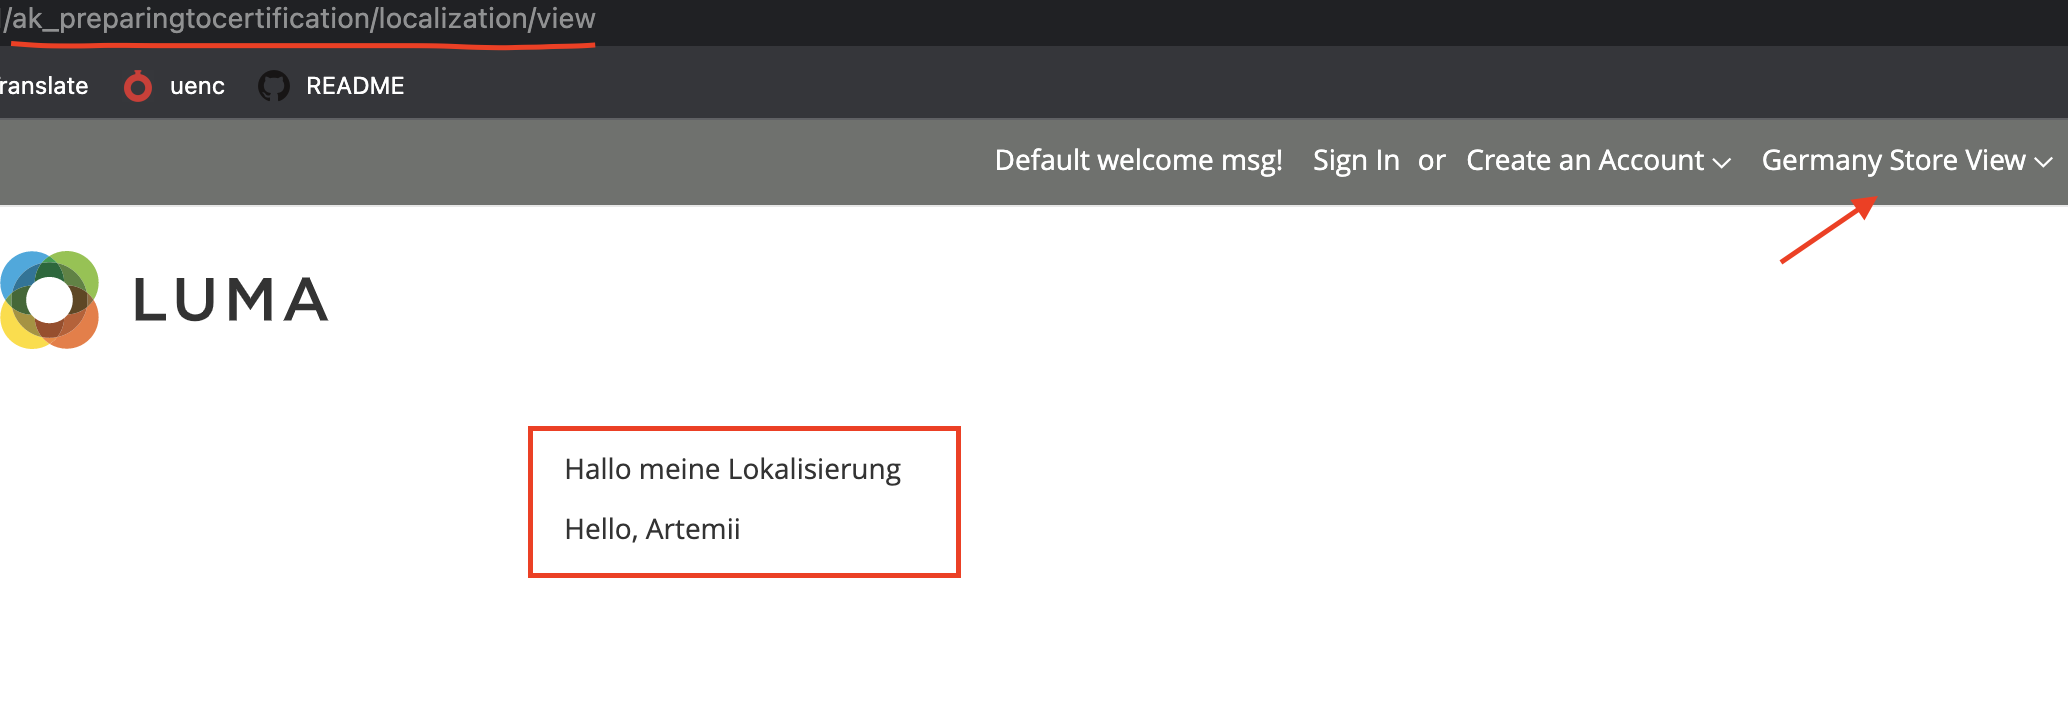 /ak_preparingtocertification/localization/view
ranslate uenc README
Default welcome msg! Sign In or Create an Account Germany Store View
LUMA
Hallo meine Lokalisierung
Hello, Artemii